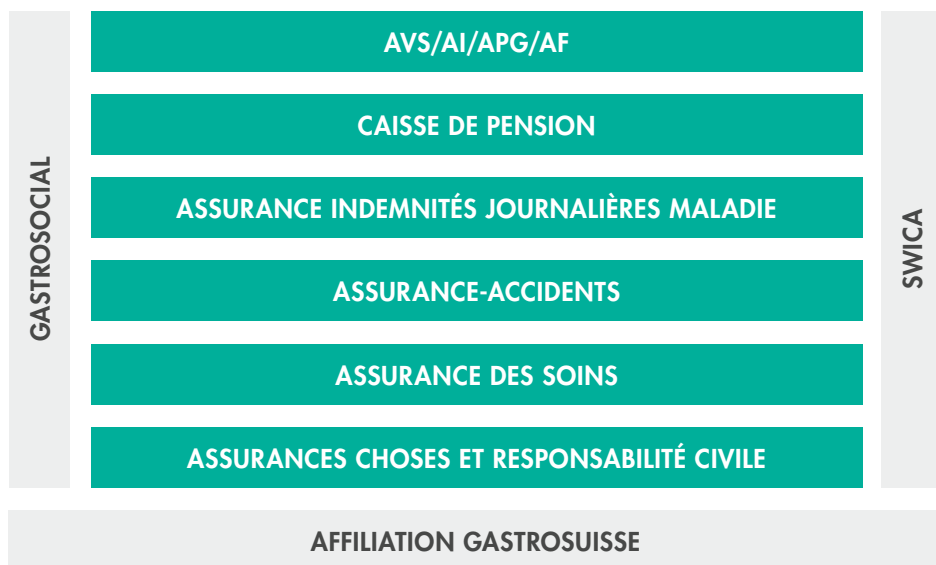 GASTROSOCIAL
AVS/AI/APG/AF
CAISSE DE PENSION
ASSURANCE INDEMNITÉS JOURNALIÈRES MALADIE
ASSURANCE-ACCIDENTS
ASSURANCE DES SOINS
ASSURANCES CHOSES ET RESPONSABILITÉ CIVILE
SWICA
AFFILIATION GASTROSUISSE